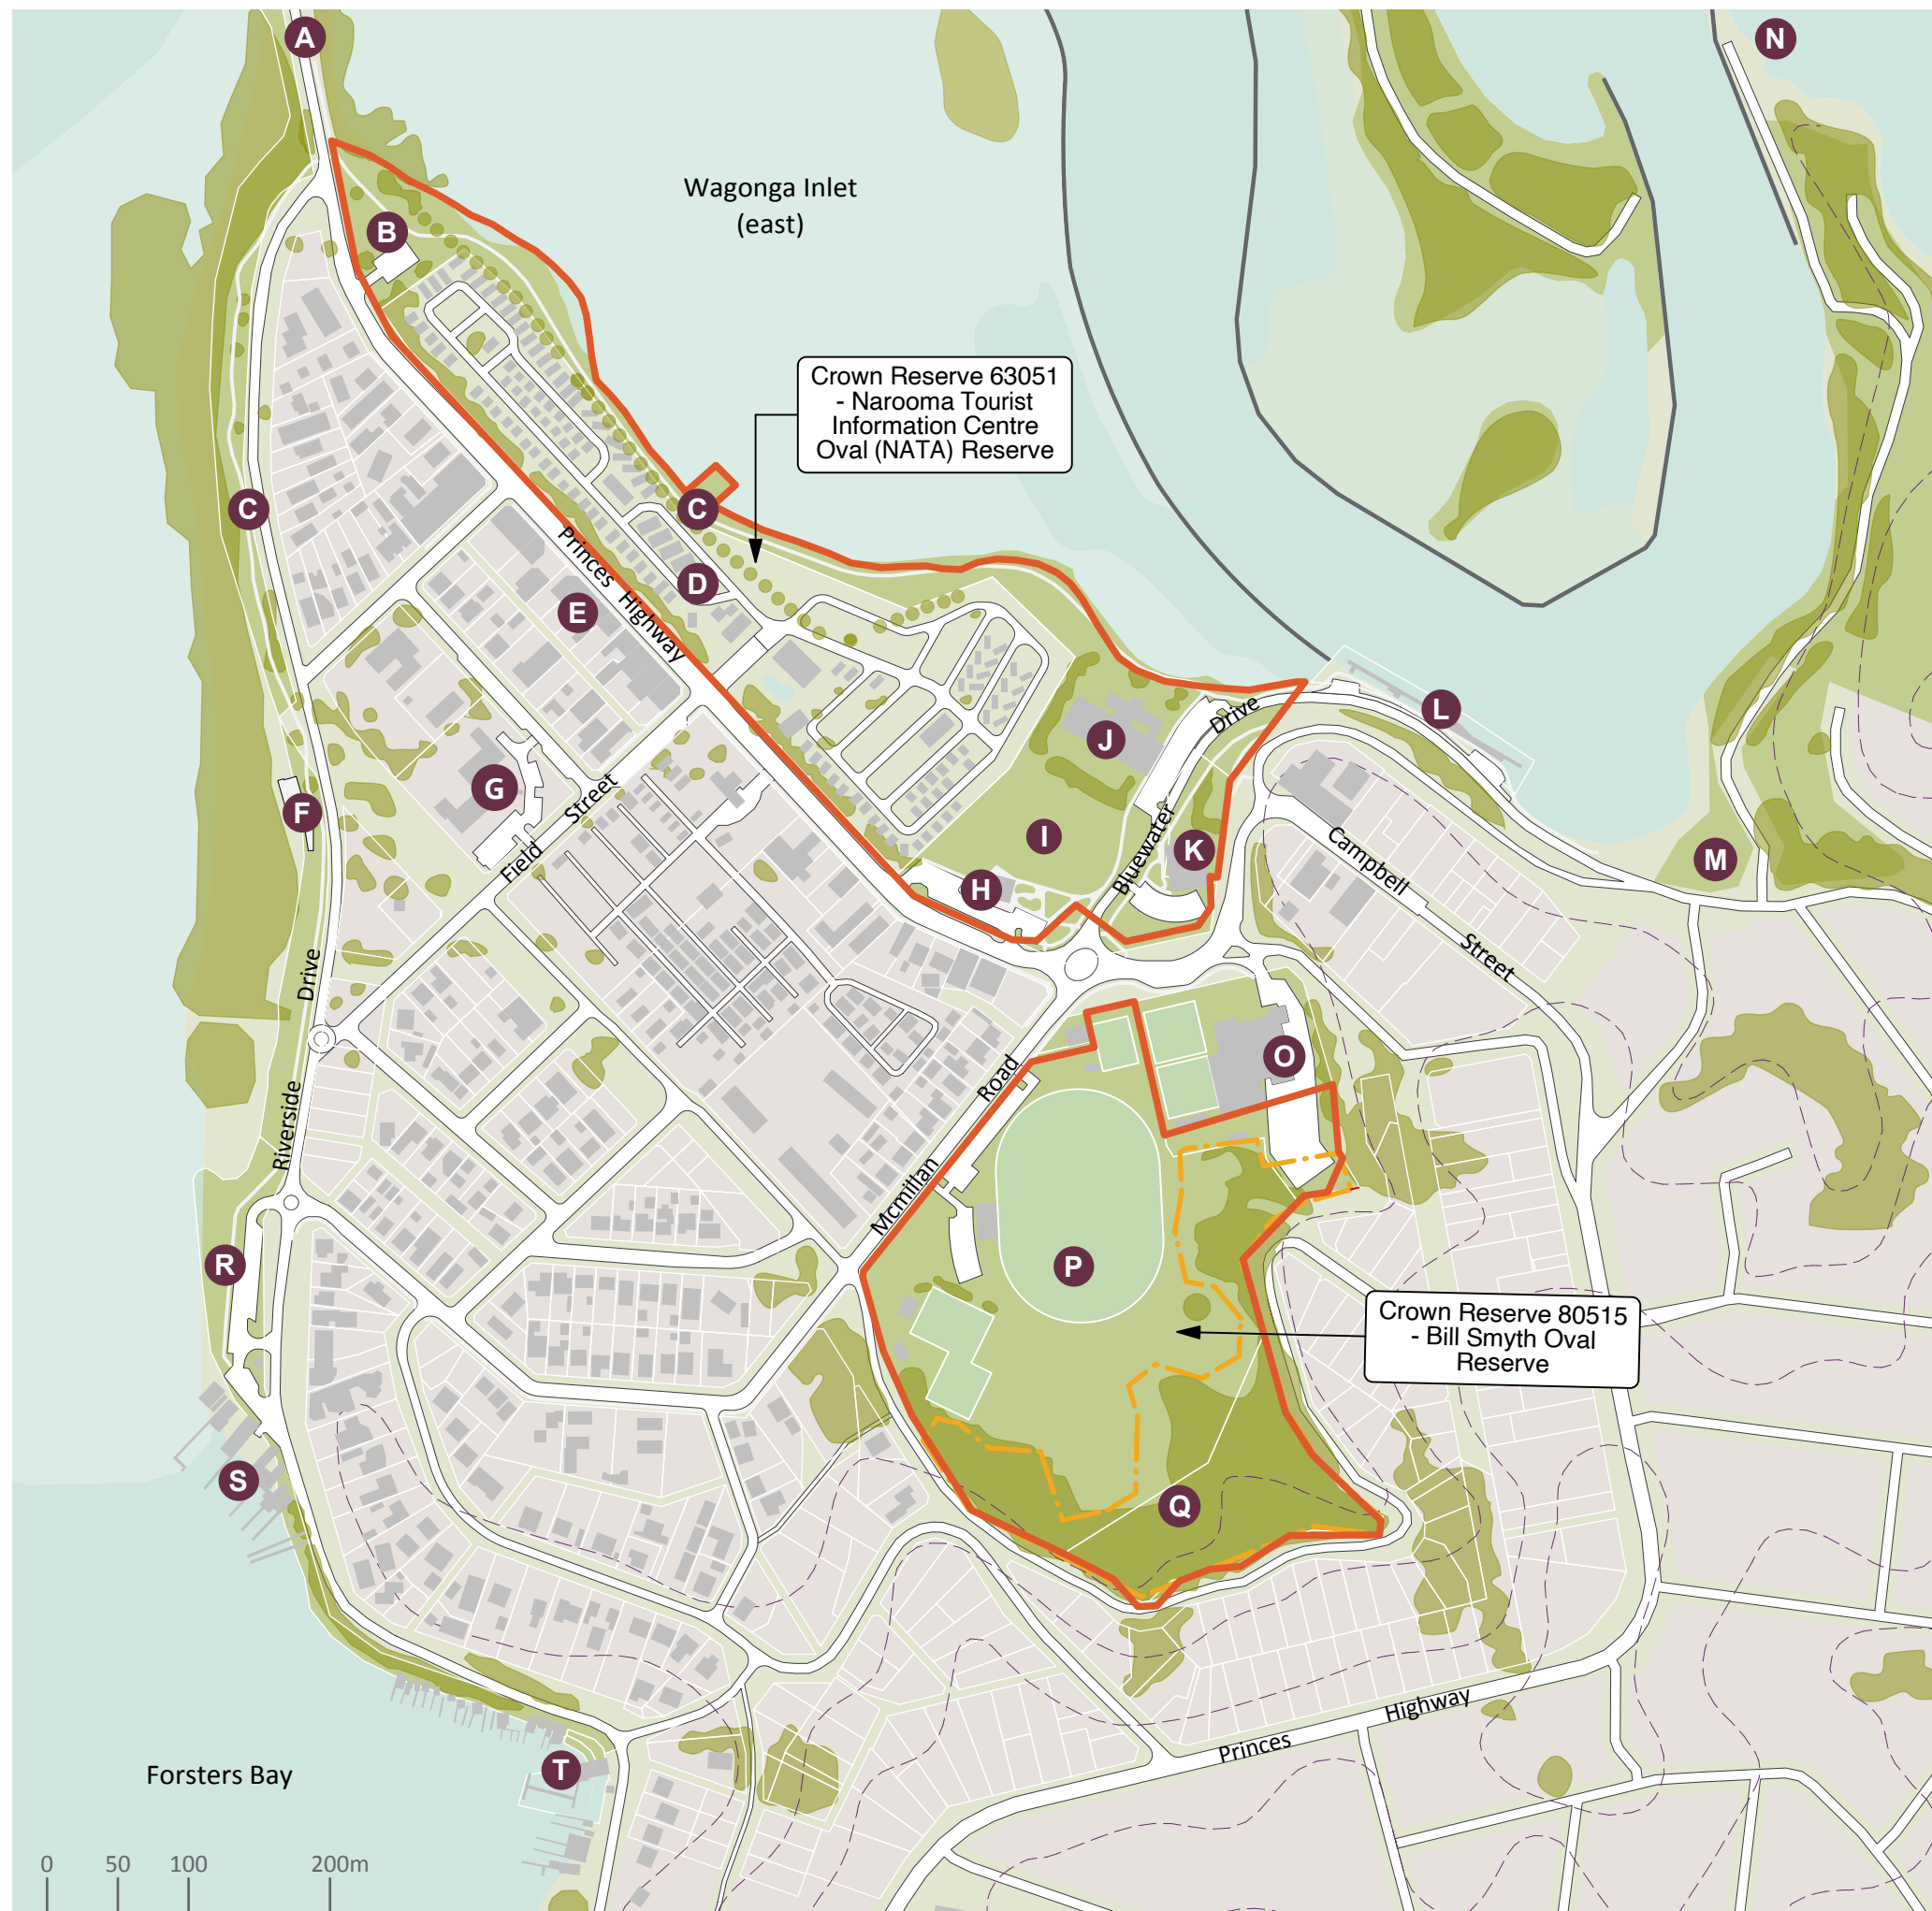 A
N
Wagonga Inlet
(east)
B
Crown Reserve 63051
- Narooma Tourist
Information Centre
Oval (NATA) Reserve
C
C
Princes Highway
D
E
L
Drive
J
G
F
Field Street
I
Bluewater
K
H
M
Campbell Street
Riverside Drive
O
Mcmillan Road
P
R
Crown Reserve 80515
- Bill Smyth Oval
Reserve
S
Q
Princes Highway
T
Forsters Bay
0 50 100 200m